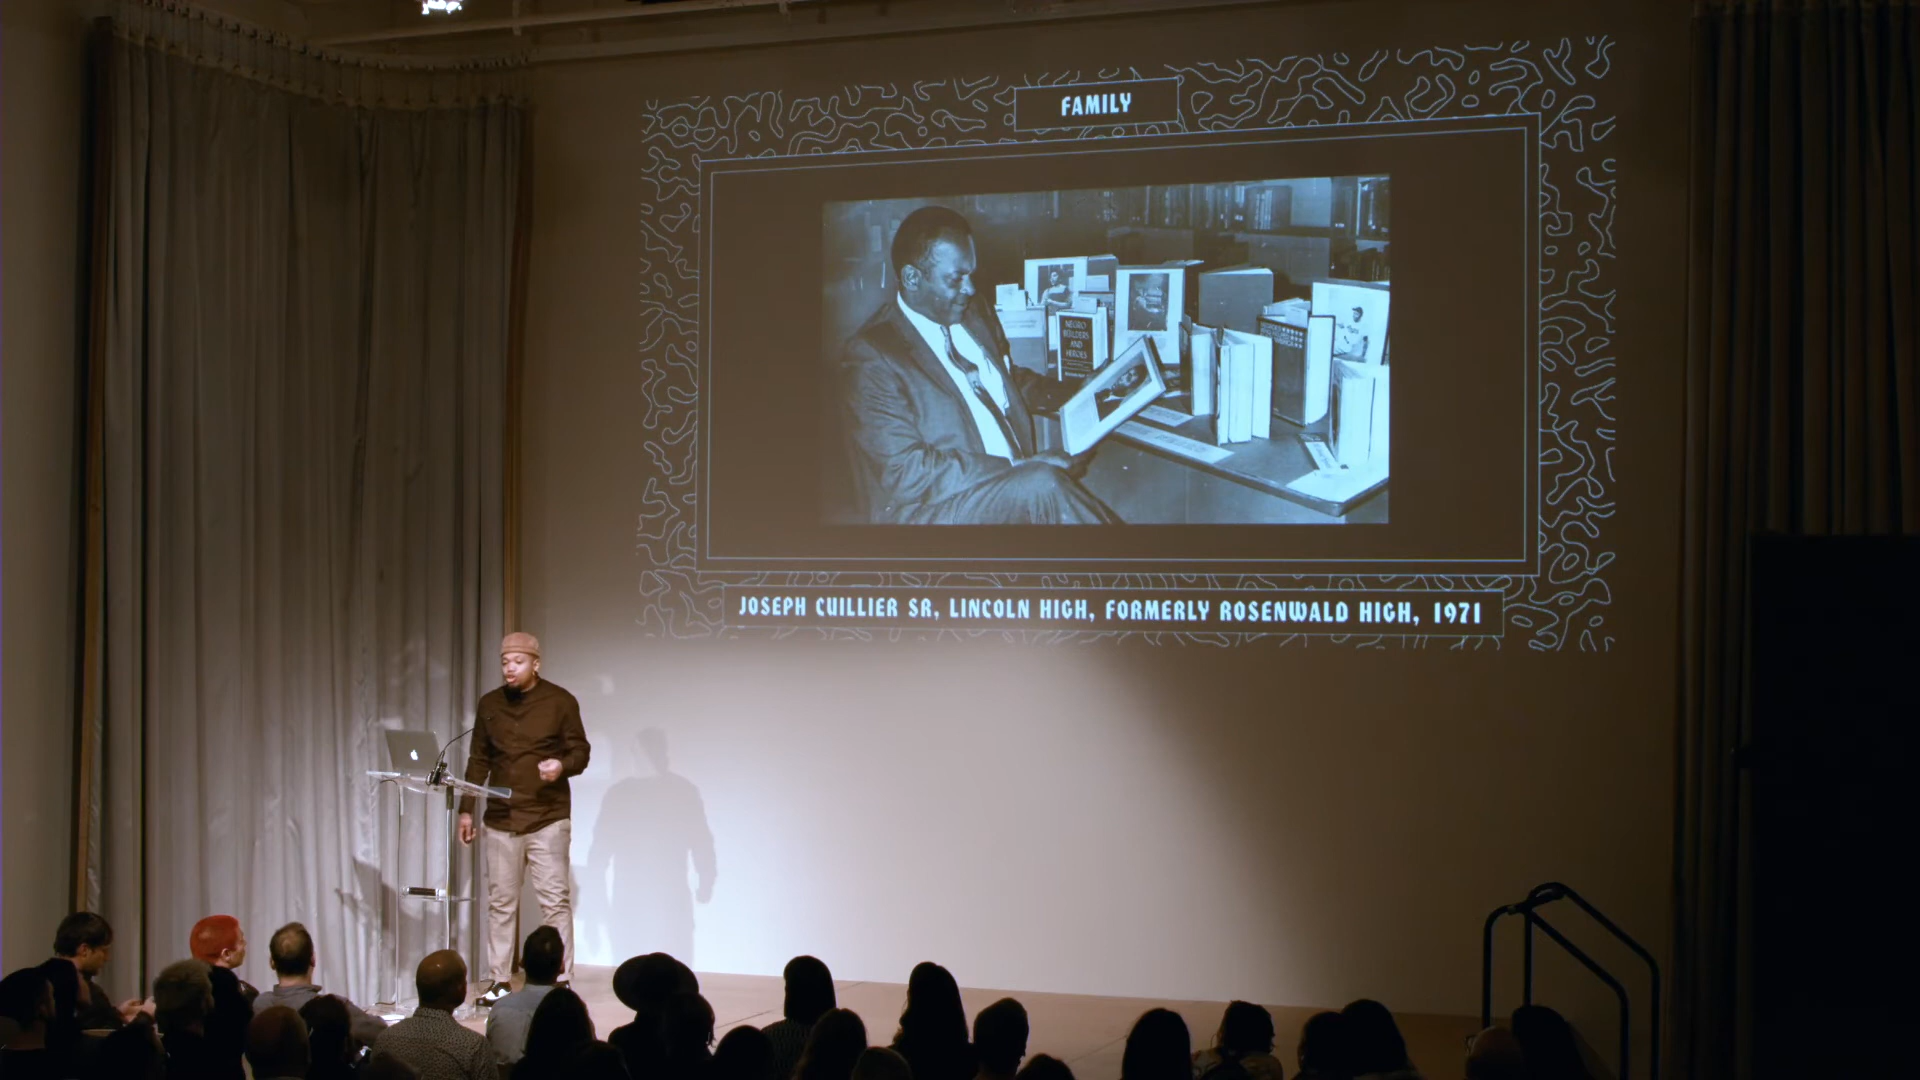 FAMILY
NEGRO
BUILDERS
AND
HEROES
JOSEPH CUILLIER SR, LINCOLN HIGH, FORMERLY ROSENWALD HIGH, 1971